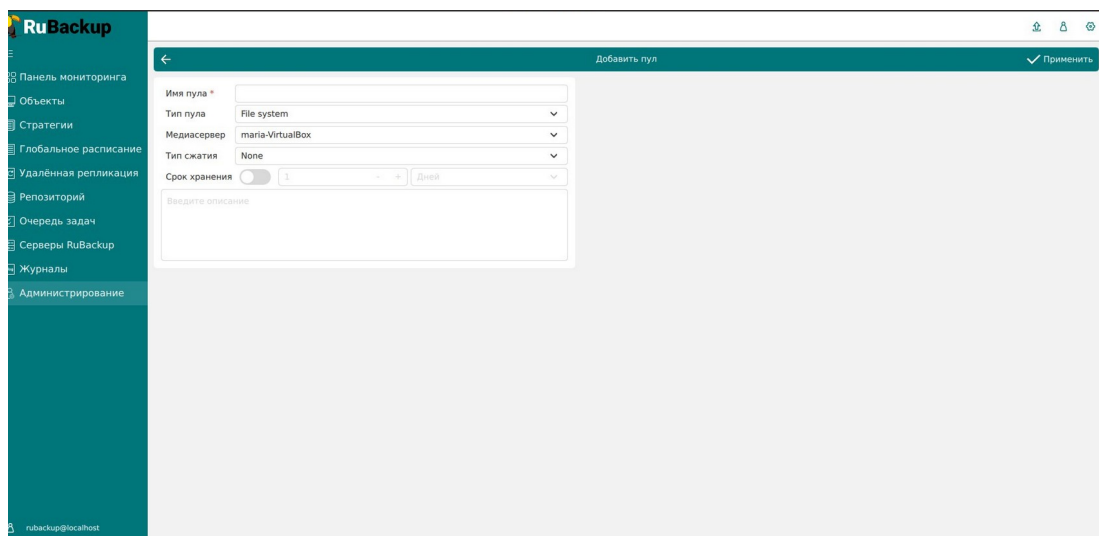 RuBackup
Добавить пул
Применить
Панель мониторинга
Объекты
Стратегии
Глобальное расписание
Удалённая репликация
Репозиторий
Очередь задач
Серверы RuBackup
Журналы
Администрирование
Имя пула *
Тип пула File system
Медиасервер maria-VirtualBox
Тип сжатия None
Срок хранения 1 - + Дней
Введите описание
rubackup@localhost